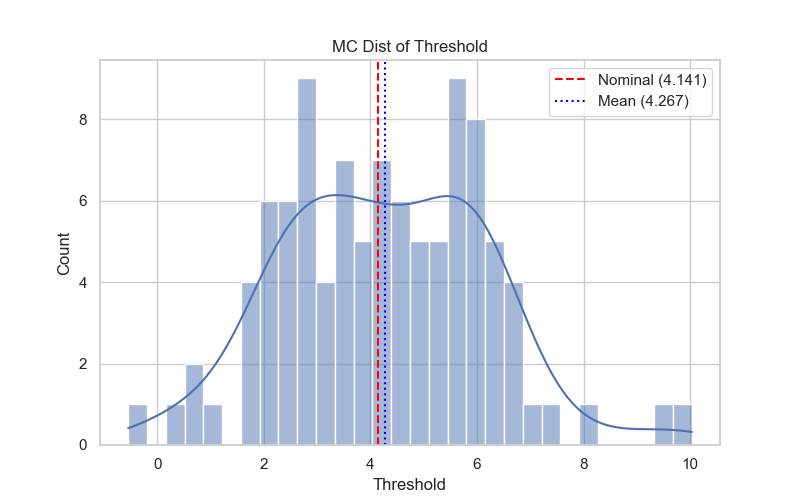 MC Dist of Threshold
Nominal (4.141)
Mean (4.267)
Count
8
6
4
2
0
0 2 4 6 8 10
Threshold